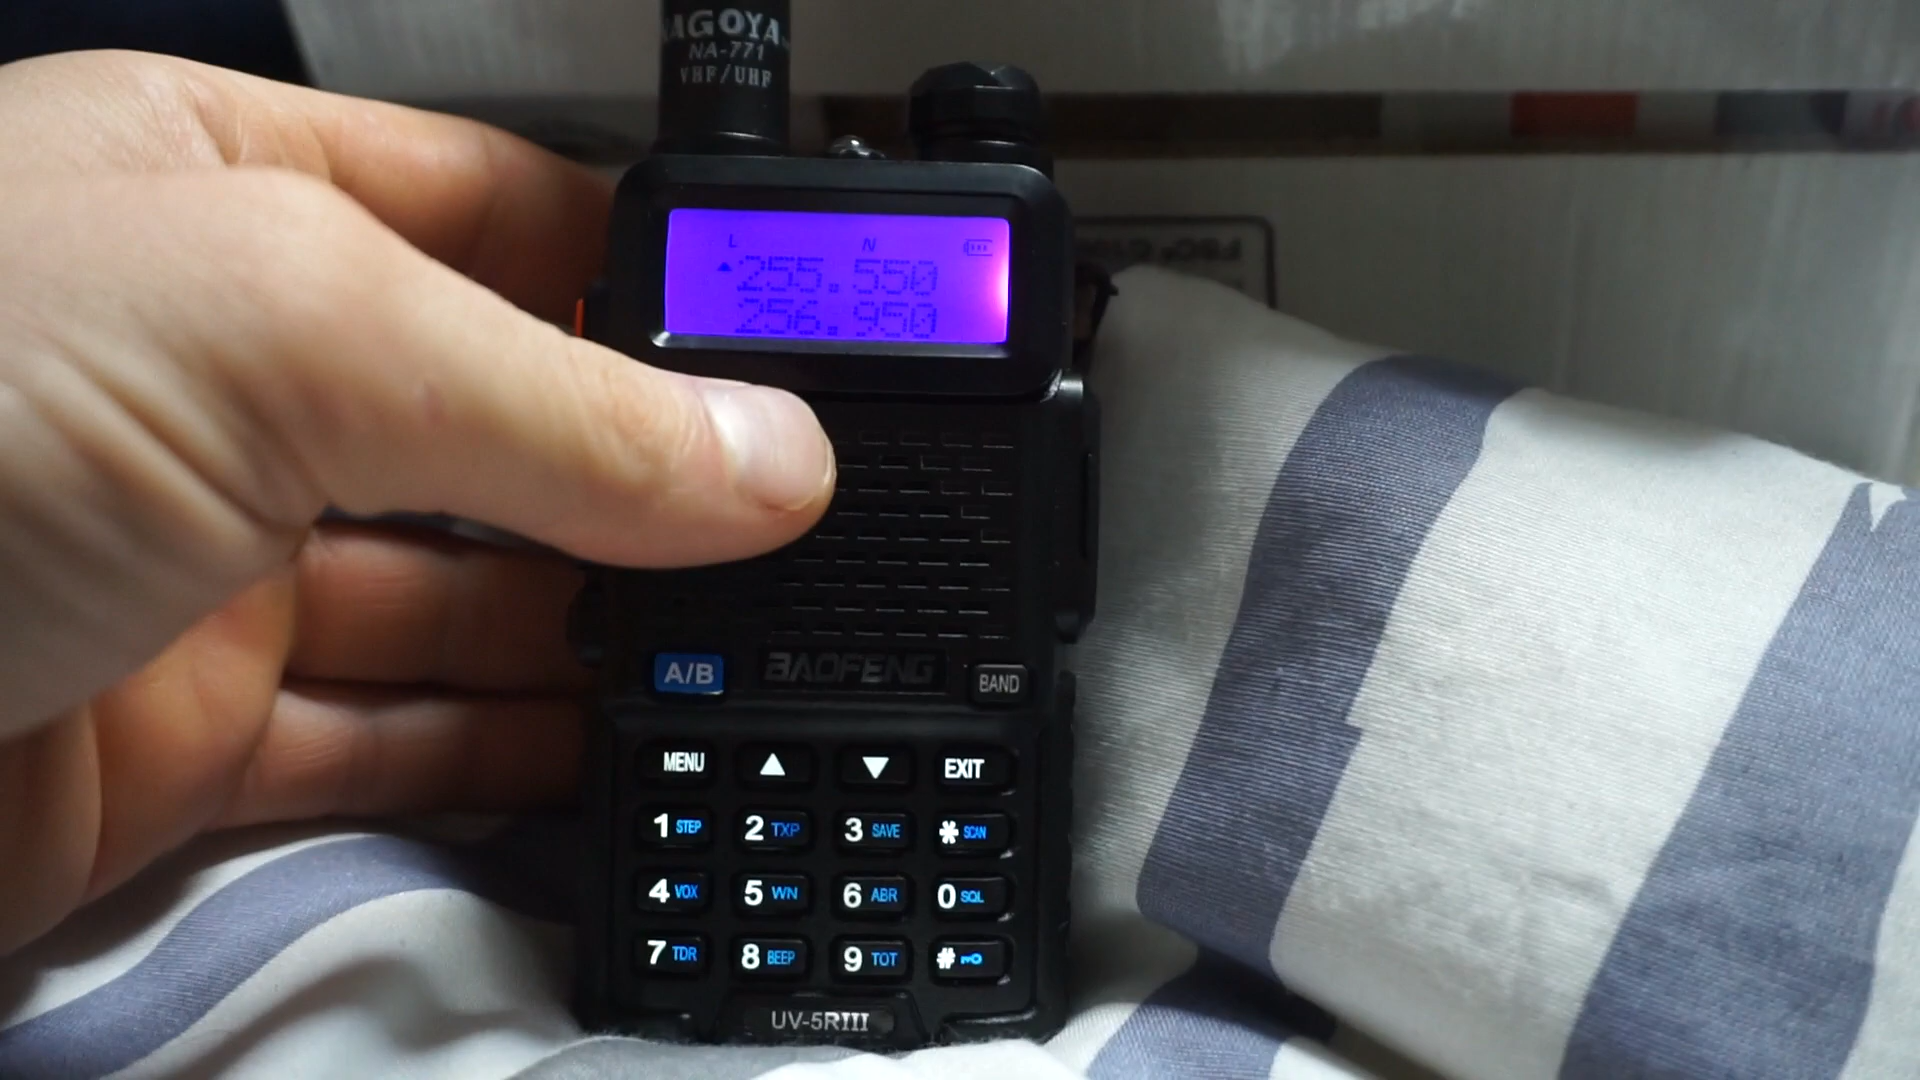 NAGOYA
NA-771
VHF/UHF
L N
255.550
256.950
A/B BAOFENG BAND
MENU ▲ ▼ EXIT
1 STEP 2 TXP 3 SAVE * SCAN
4 VOX 5 WN 6 ABR 0 SQL
7 TDR 8 BEEP 9 TOT #
UV-5RIII